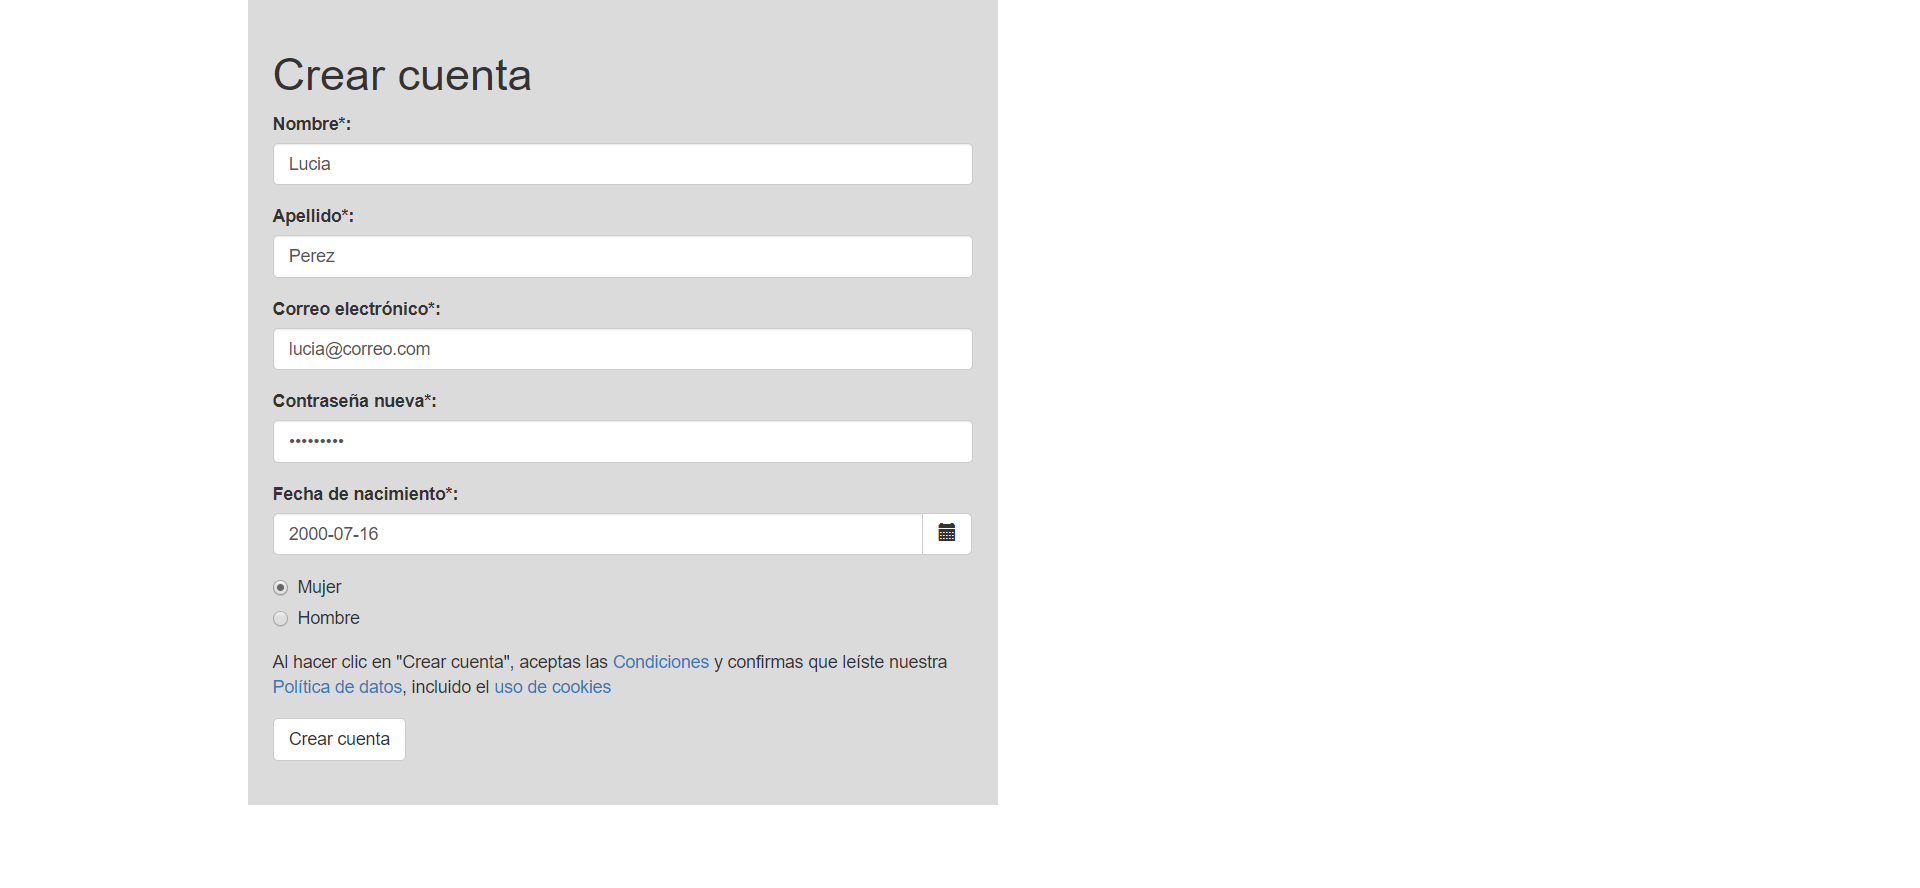 Crear cuenta
Nombre*:
Lucia
Apellido*:
Perez
Correo electrónico*:
lucia@correo.com
Contraseña nueva*:
•••••••••
Fecha de nacimiento*:
2000-07-16
Mujer
Hombre
Al hacer clic en "Crear cuenta", aceptas las Condiciones y confirmas que leíste nuestra
Política de datos, incluido el uso de cookies
Crear cuenta